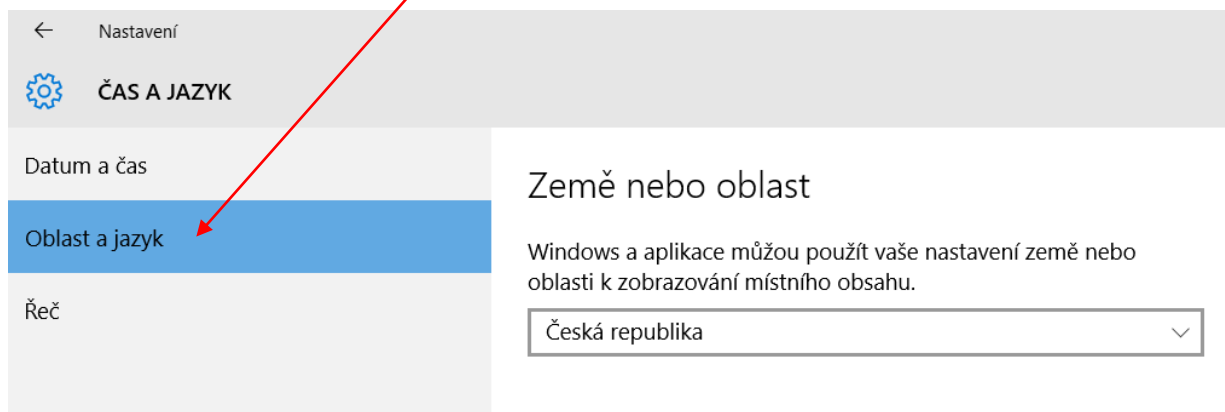 Nastavení
ČAS A JAZYK
Datum a čas
Oblast a jazyk
Řeč
Země nebo oblast
Windows a aplikace můžou použít vaše nastavení země nebo
oblasti k zobrazování místního obsahu.
Česká republika